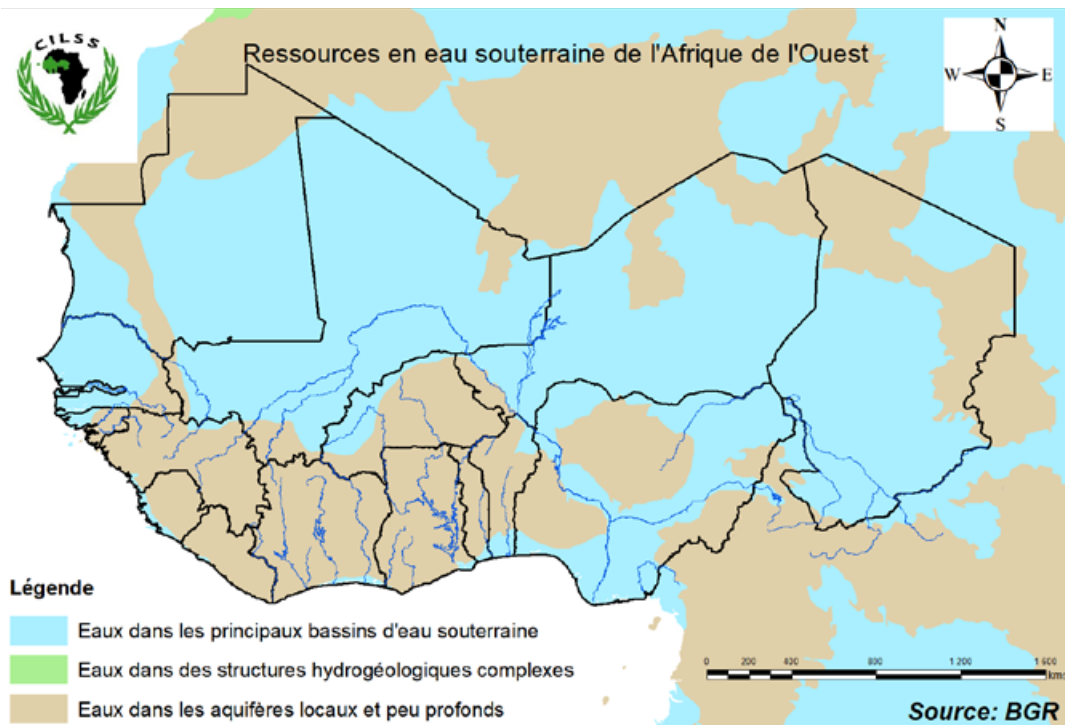 CILSS
Ressources en eau souterraine de l'Afrique de l'Ouest
N
W E
S
Légende
Eaux dans les principaux bassins d'eau souterraine
Eaux dans des structures hydrogéologiques complexes
Eaux dans les aquifères locaux et peu profonds
0 200 400 800 1 200 1 600
kms
Source: BGR